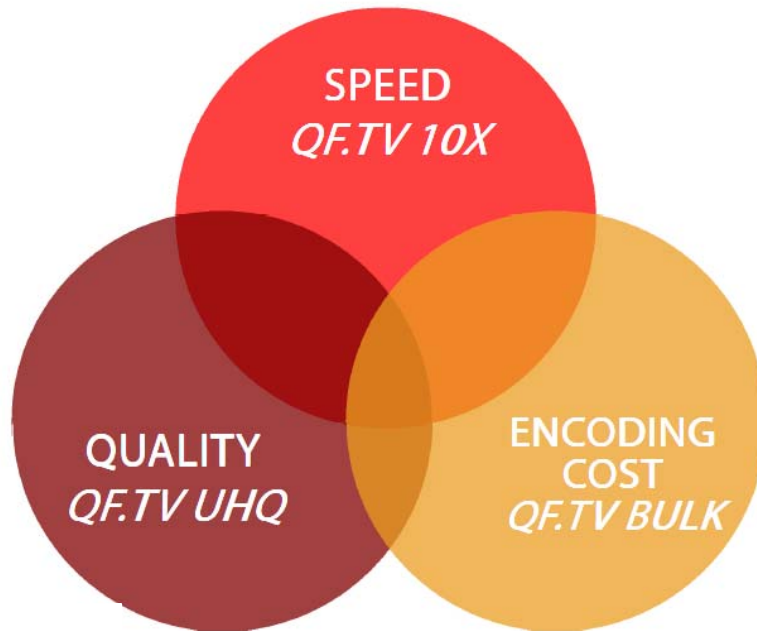 SPEED
QF.TV 10X
QUALITY
QF.TV UHQ
ENCODING
COST
QF.TV BULK